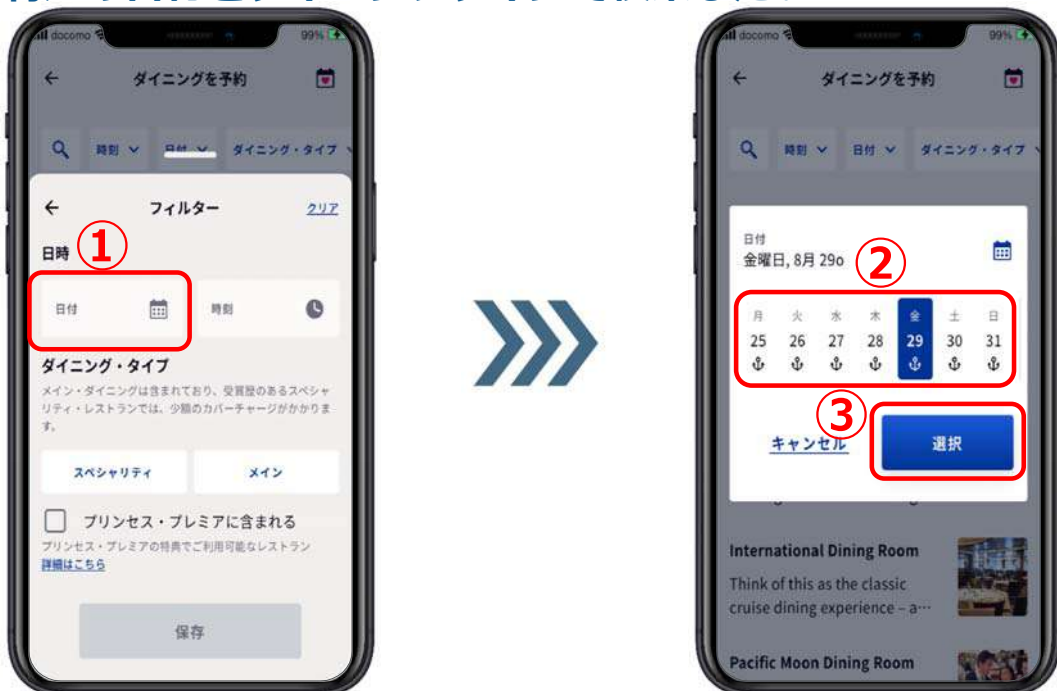 docomo
99%
ダイニングを予約
時刻
日付
ダイニング・タイプ
フィルター
クリア
日時
①
日付
時刻
ダイニング・タイプ
メイン・ダイニングは含まれており、受賞歴のあるスペシャ
リティ・レストランでは、少額のカバーチャージがかかりま
す。
スペシャリティ
メイン
プリンセス・プレミアに含まれる
プリンセス・プレミアの特典でご利用可能なレストラン
詳細はこちら
保存
docomo
99%
ダイニングを予約
時刻
日付
ダイニング・タイプ
日付
金曜日, 8月 29o
②
月 火 水 木 金 土 日
25 26 27 28 29 30 31
③
キャンセル
選択
International Dining Room
Think of this as the classic
cruise dining experience – a…
Pacific Moon Dining Room